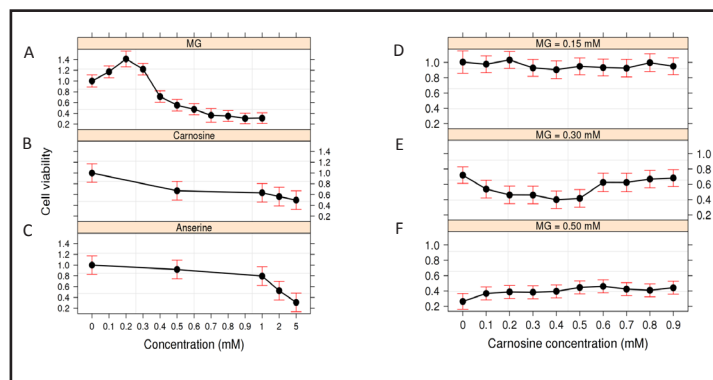 A
MG
1.4
1.2
1.0
0.8
0.6
0.4
0.2
B
Carnosine
1.4
1.2
1.0
0.8
0.6
0.4
0.2
Cell viability
C
Anserine
1.4
1.2
1.0
0.8
0.6
0.4
0.2
0 0.1 0.2 0.3 0.4 0.5 0.6 0.7 0.8 0.9 1 2 5
Concentration (mM)
D
MG = 0.15 mM
1.0
0.8
0.6
0.4
0.2
E
MG = 0.30 mM
1.0
0.8
0.6
0.4
0.2
F
MG = 0.50 mM
1.0
0.8
0.6
0.4
0.2
0 0.1 0.2 0.3 0.4 0.5 0.6 0.7 0.8 0.9
Carnosine concentration (mM)